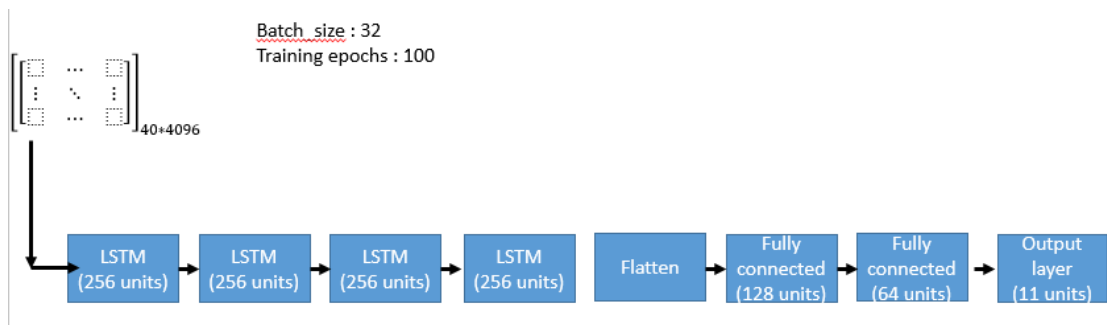 Batch_size : 32
Training epochs : 100
40*4096
LSTM
(256 units)
LSTM
(256 units)
LSTM
(256 units)
LSTM
(256 units)
Flatten
Fully
connected
(128 units)
Fully
connected
(64 units)
Output
layer
(11 units)